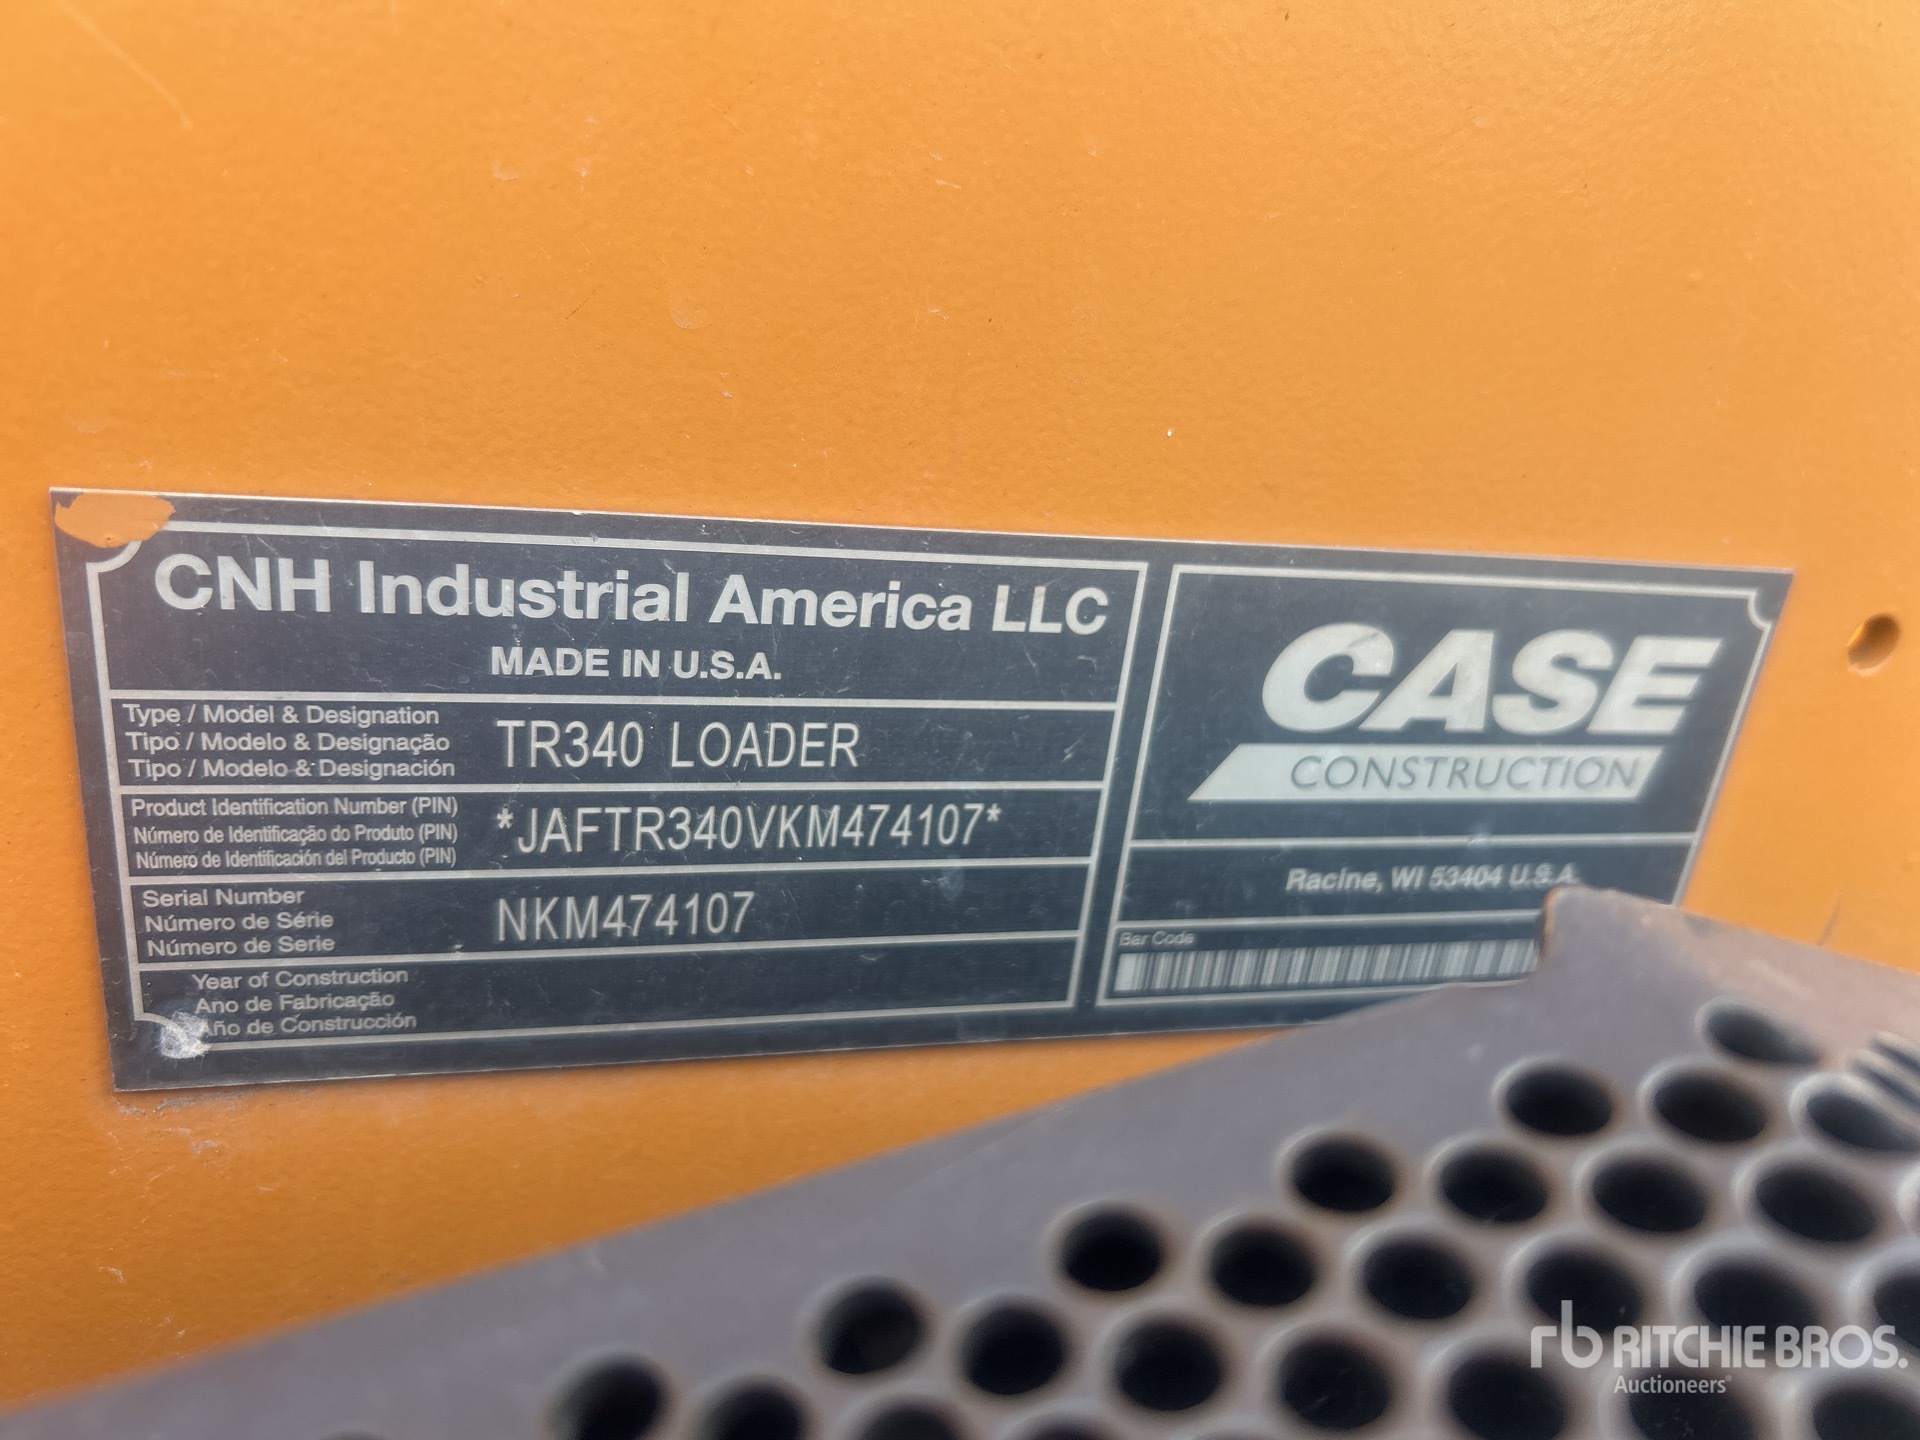 CNH Industrial America LLC
MADE IN U.S.A.
Type / Model & Designation
Tipo / Modelo & Designação
Tipo / Modelo & Designación
TR340 LOADER
Product Identification Number (PIN)
Número de Identificação do Produto (PIN)
Número de Identificación del Producto (PIN)
*JAFTR340VKM474107*
Serial Number
Número de Série
Número de Serie
NKM474107
Year of Construction
Ano de Fabricação
Año de Construcción
CASE
CONSTRUCTION
Racine, WI 53404 U.S.A.
Bar Code
rb RITCHIE BROS.
Auctioneers